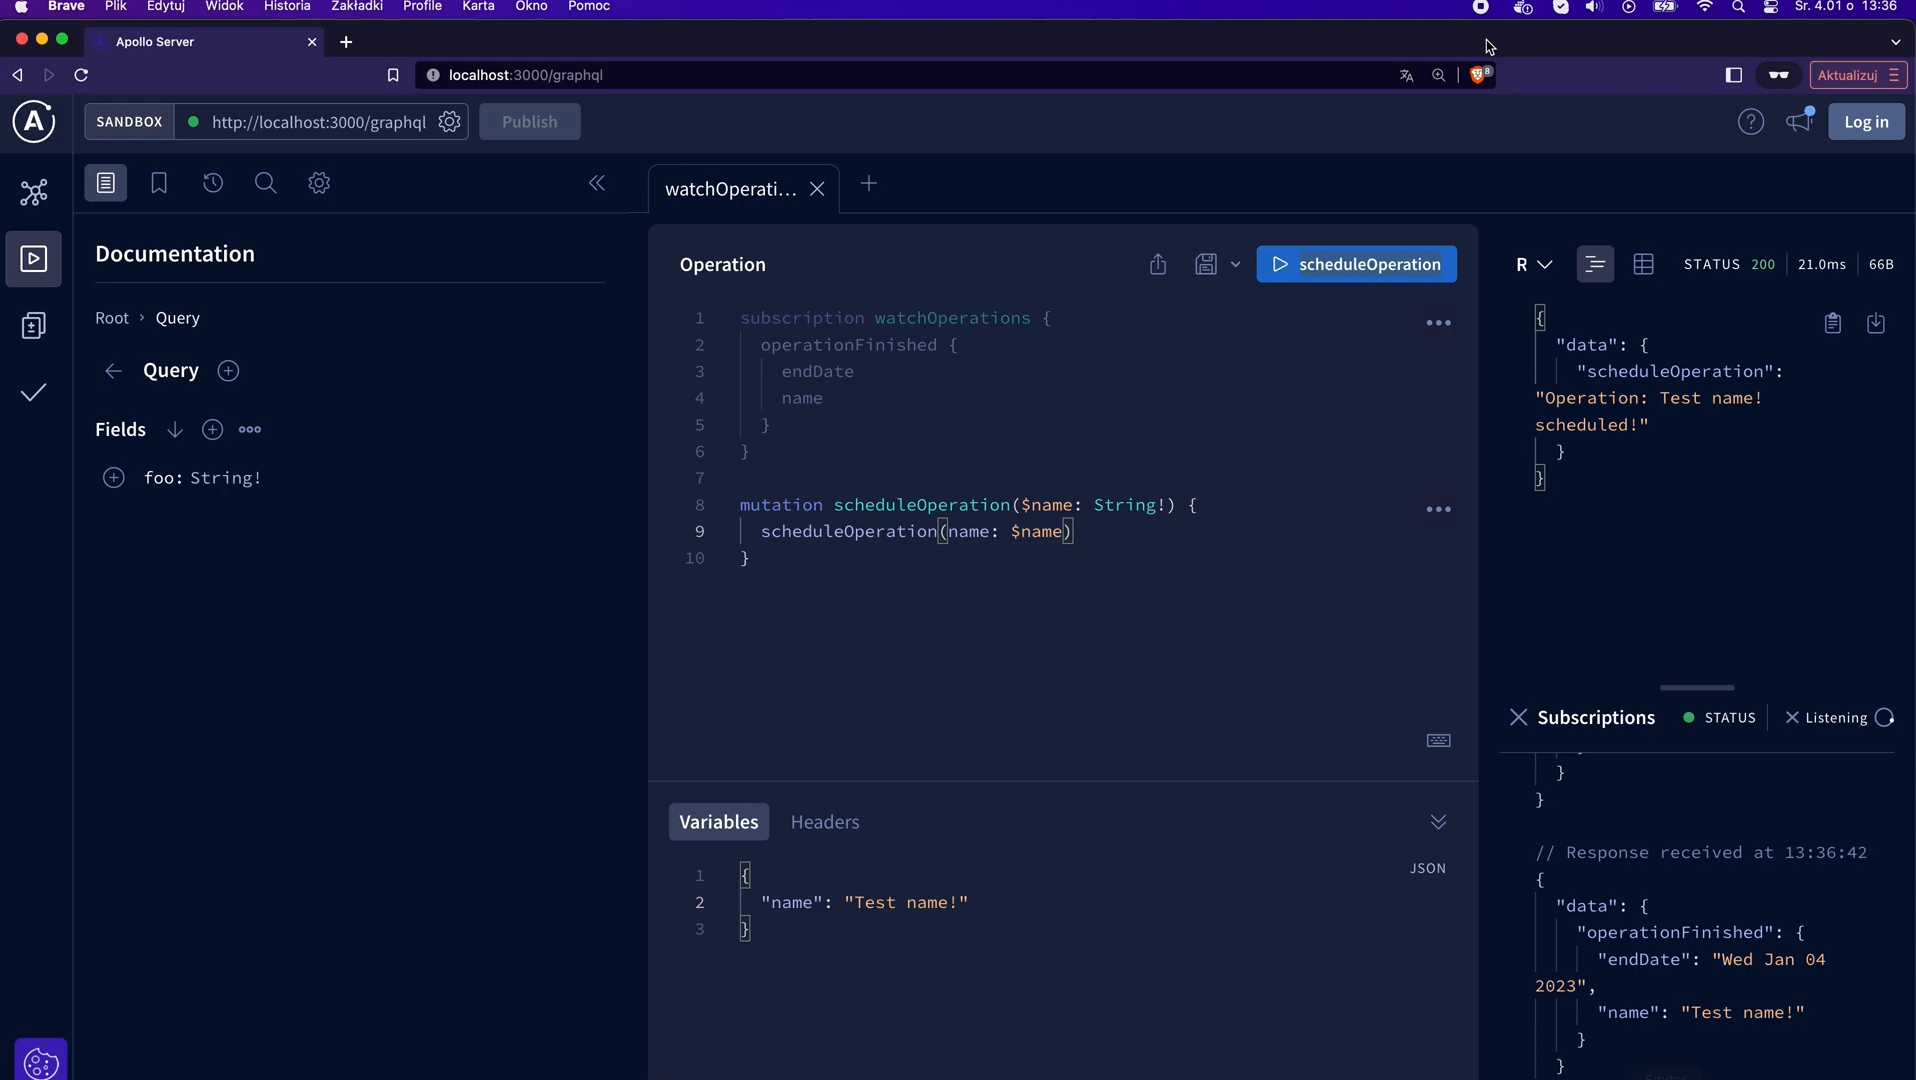 Brave Plik Edytuj Widok Historia Zakładki Profile Karta Okno Pomoc Śr. 4.01 o 13:36
Apollo Server
localhost:3000/graphql 8 Aktualizuj
A SANDBOX http://localhost:3000/graphql Publish ? Log in
watchOperati...
Documentation
Root › Query
Query
Fields
foo: String!
Operation scheduleOperation
1 subscription watchOperations {
2 operationFinished {
3 endDate
4 name
5 }
6 }
7
8 mutation scheduleOperation($name: String!) {
9 scheduleOperation(name: $name)
10 }
Variables Headers
JSON
1 {
2 "name": "Test name!"
3 }
R STATUS 200 21.0ms 66B
{
"data": {
"scheduleOperation":
"Operation: Test name!
scheduled!"
}
}
Subscriptions STATUS Listening
}
}
// Response received at 13:36:42
{
"data": {
"operationFinished": {
"endDate": "Wed Jan 04
2023",
"name": "Test name!"
}
}